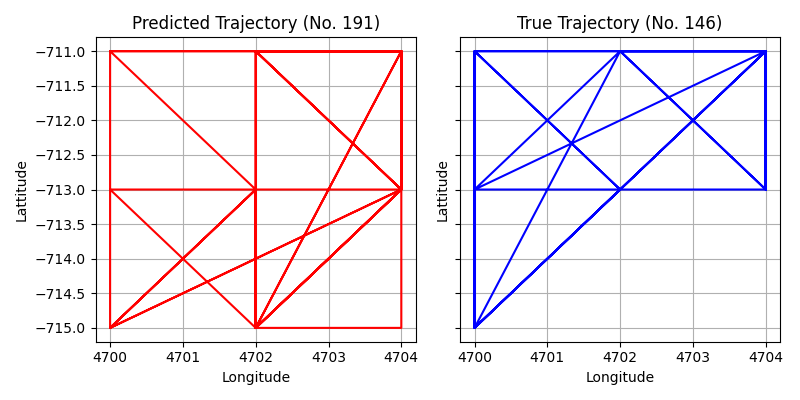 Predicted Trajectory (No. 191)
Lattitude
−711.0
−711.5
−712.0
−712.5
−713.0
−713.5
−714.0
−714.5
−715.0
4700 4701 4702 4703 4704
Longitude
True Trajectory (No. 146)
Lattitude
4700 4701 4702 4703 4704
Longitude